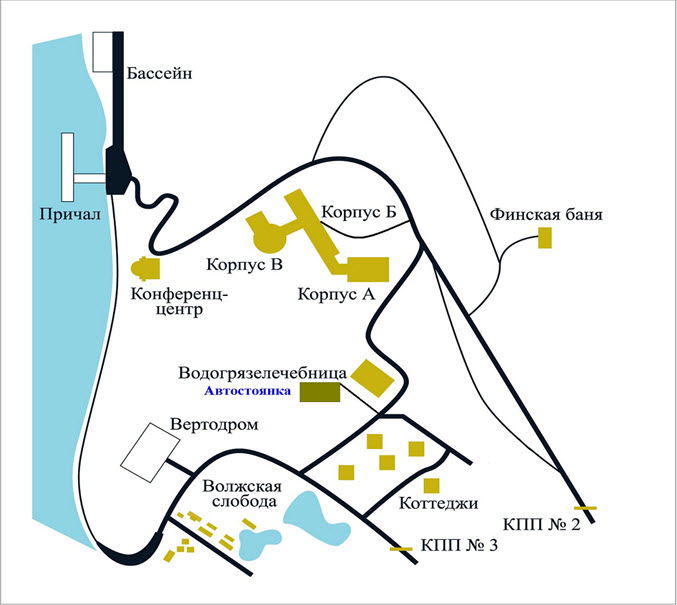 Бассейн
Причал
Корпус Б
Финская баня
Корпус В
Конференц-
центр
Корпус А
Водогрязелечебница
Автостоянка
Вертодром
Волжская
слобода
Коттеджи
КПП № 2
КПП № 3